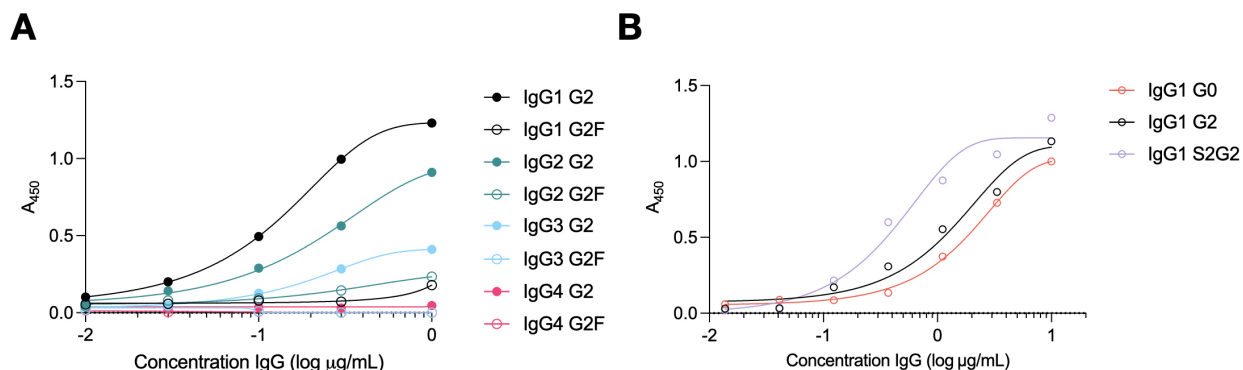 A
1.5
1.0
0.5
0.0
A450
-2
-1
0
Concentration IgG (log μg/mL)
IgG1 G2
IgG1 G2F
IgG2 G2
IgG2 G2F
IgG3 G2
IgG3 G2F
IgG4 G2
IgG4 G2F
B
1.5
1.0
0.5
0.0
A450
-2
-1
0
1
Concentration IgG (log μg/mL)
IgG1 G0
IgG1 G2
IgG1 S2G2